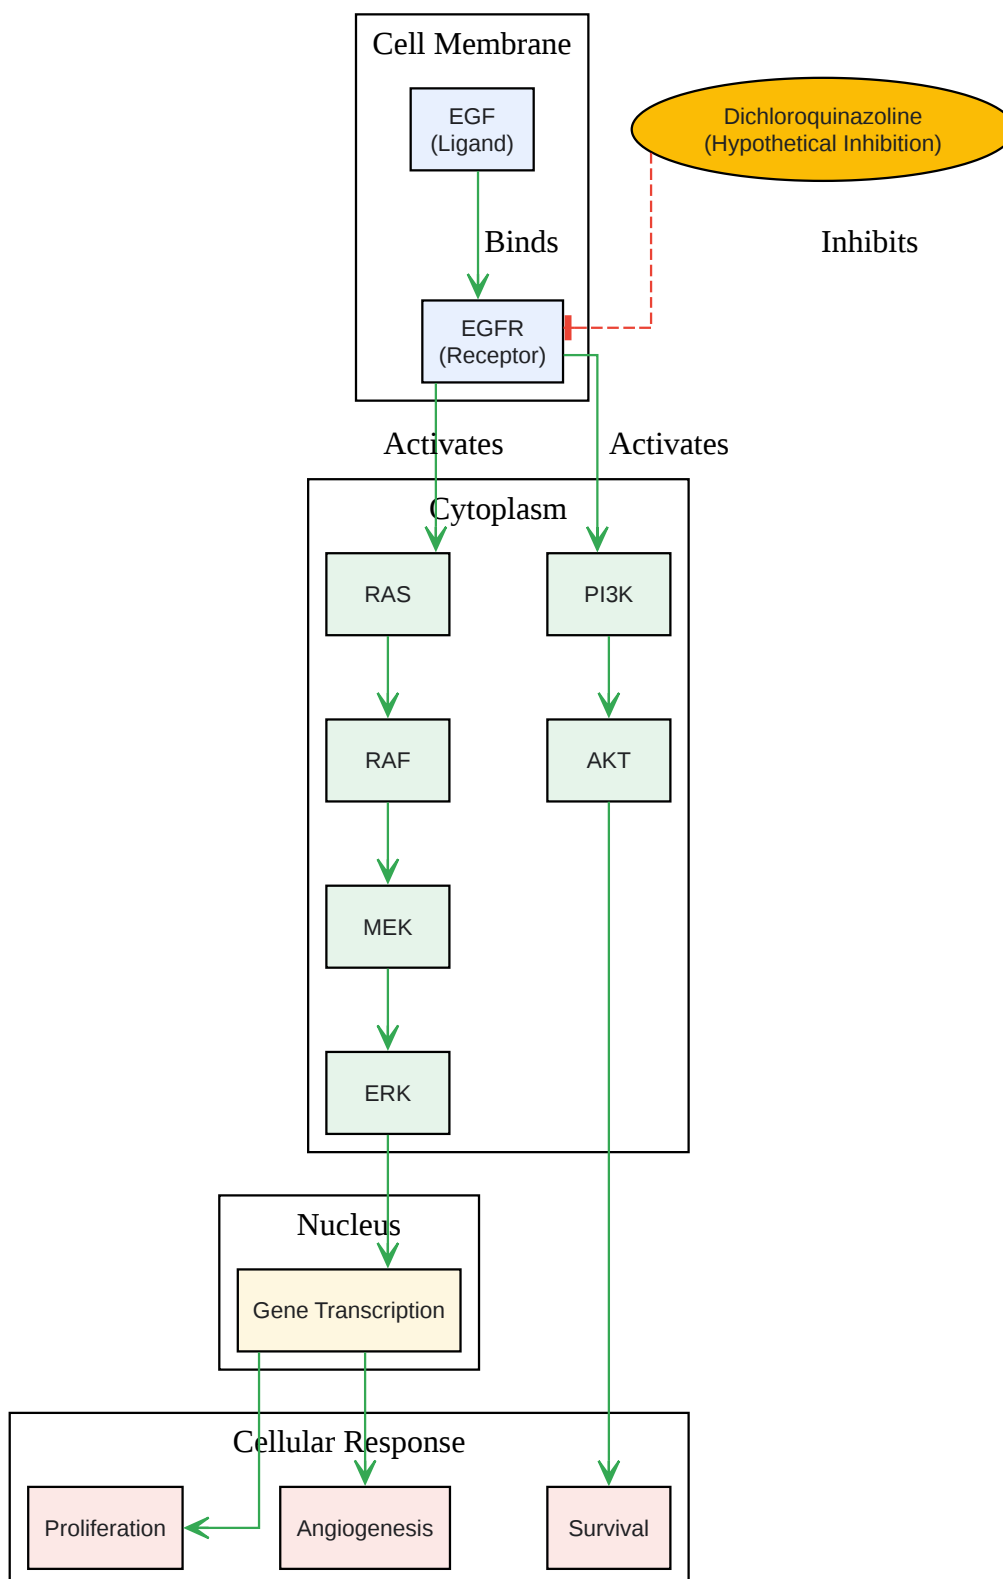 Cell Membrane
EGF
(Ligand)
Dichloroquinazoline
(Hypothetical Inhibition)
Binds
Inhibits
EGFR
(Receptor)
Activates
Activates
Cytoplasm
RAS
PI3K
RAF
AKT
MEK
ERK
Nucleus
Gene Transcription
Cellular Response
Proliferation
Angiogenesis
Survival